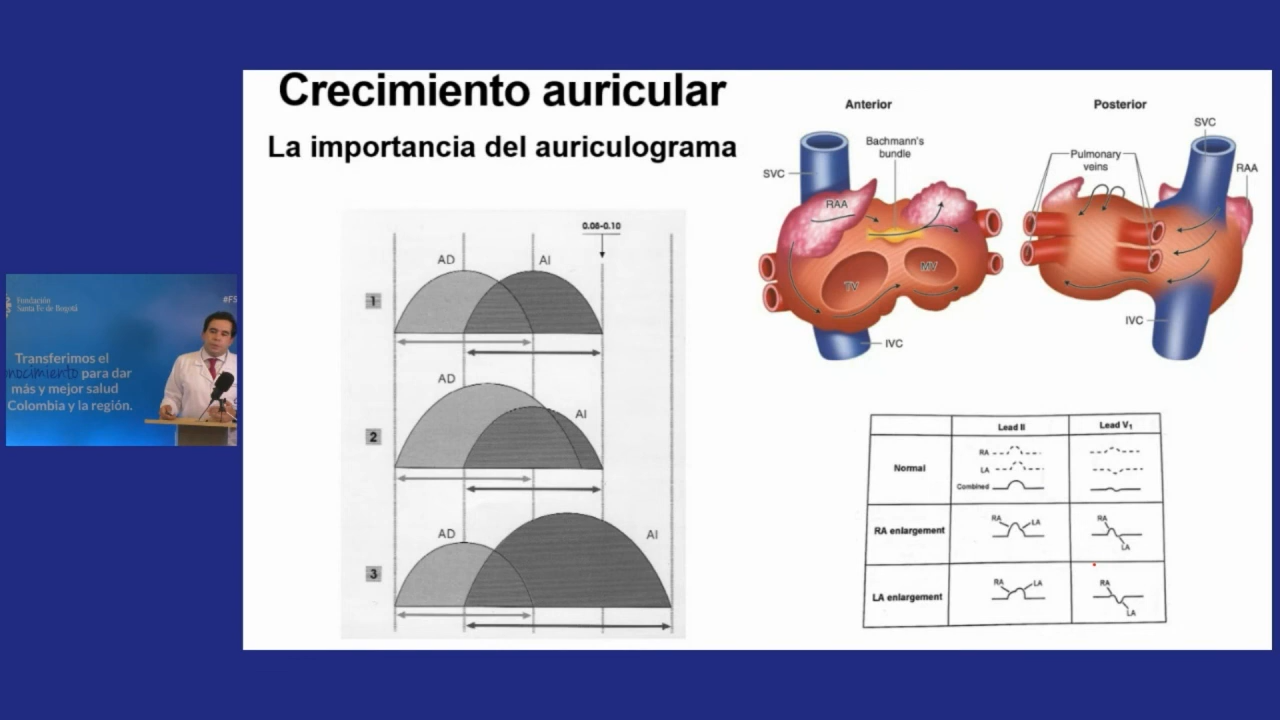 Crecimiento auricular
La importancia del auriculograma
Fundación
Santa Fe de Bogotá
#FS
Transferimos el
conocimiento para dar
más y mejor salud
Colombia y la región.
0.08-0.10
1
AD
AI
2
AD
AI
3
AD
AI
Anterior
Bachmann's
bundle
SVC
RAA
TV
MV
IVC
Posterior
SVC
Pulmonary
veins
RAA
IVC
Lead II
Lead V1
Normal
RA
LA
Combined
RA enlargement
RA
LA
RA
LA
LA enlargement
RA
LA
RA
LA